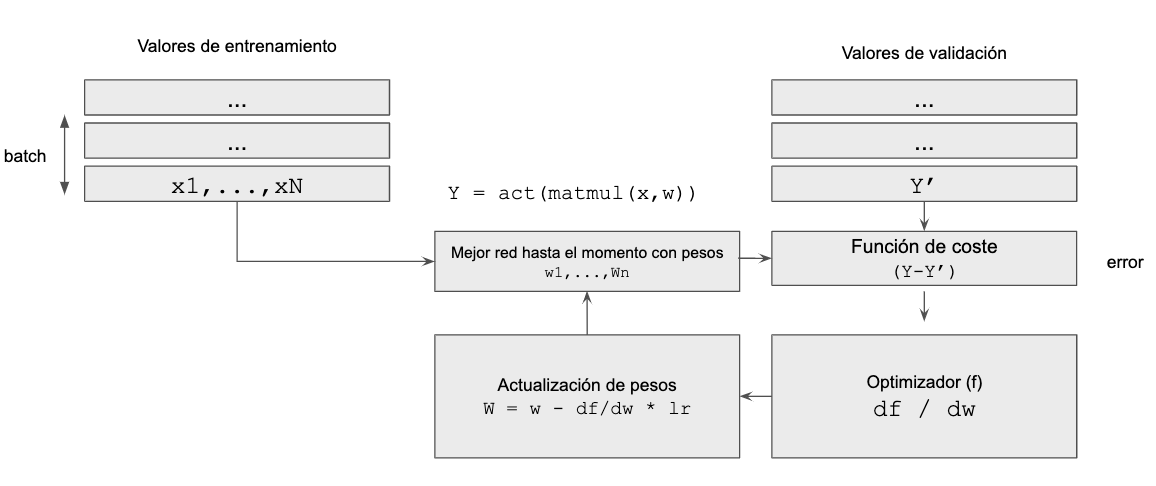 Valores de entrenamiento
Valores de validación
...
...
batch
x1,...,xN
...
...
Y’
Y = act(matmul(x,w))
Mejor red hasta el momento con pesos
w1,...,Wn
Función de coste
(Y-Y’)
error
Actualización de pesos
W = w - df/dw * lr
Optimizador (f)
df / dw